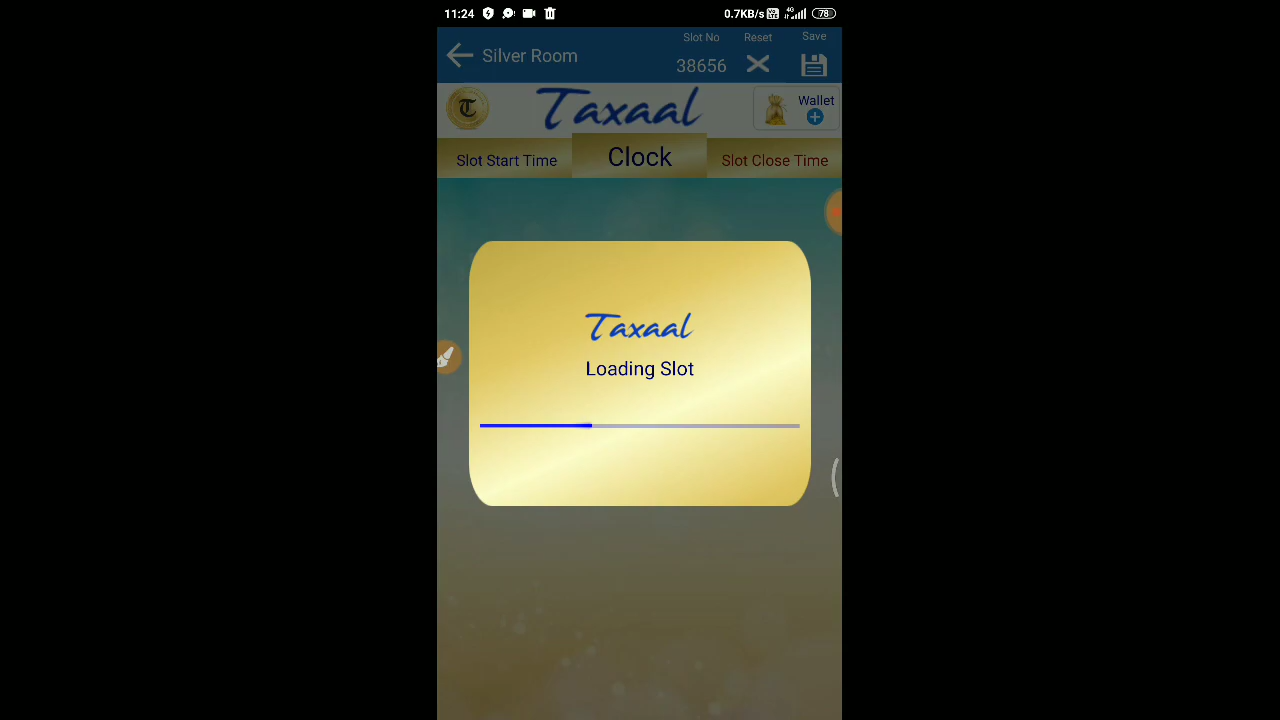 11:24
0.7KB/s
4G
78
Silver Room
Slot No
38656
Reset
Save
T
Taxaal
Wallet
Slot Start Time
Clock
Slot Close Time
Taxaal
Loading Slot